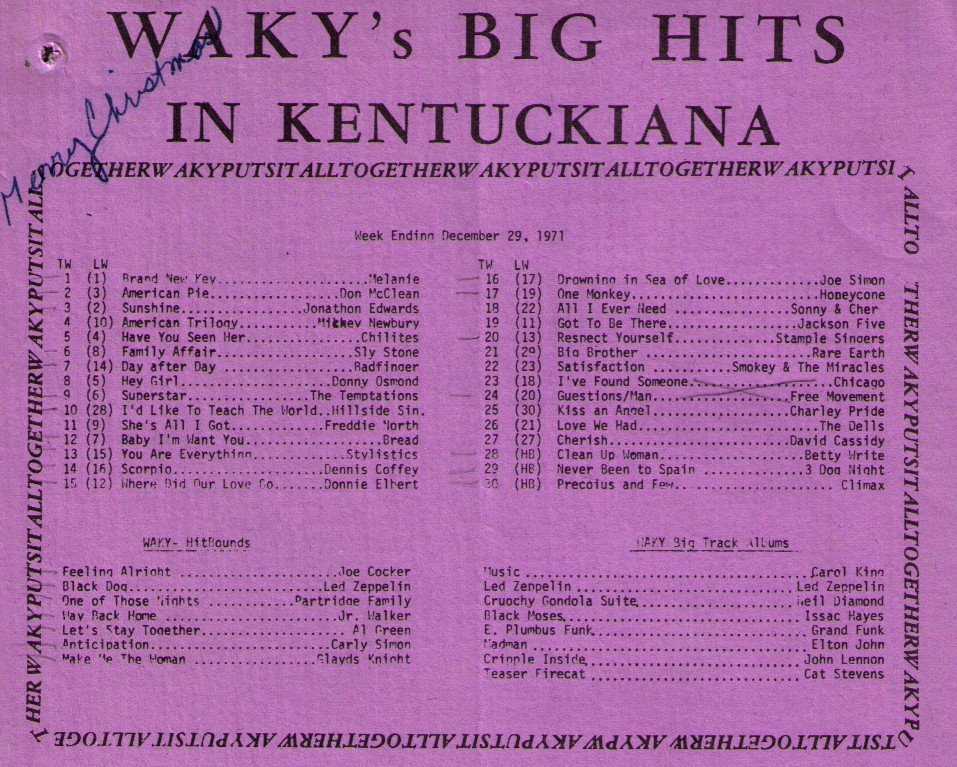 WAKY's BIG HITS
Merry Christmas
IN KENTUCKIANA
TOGETHERWAKYPUTSITALLTOGETHERWAKYPUTSITALLTOGETHERWAKYPUTSI
T ALLTO THERWAKYPUTSITALLTOGETHERWAKYPU
Week Ending December 29, 1971
TW LW
1 (1) Brand New Key....................Melanie
2 (3) American Pie....................Don McClean
3 (2) Sunshine....................Jonathon Edwards
4 (10) American Trilogy..........Mickey Newbury
5 (4) Have You Seen Her...............Chilites
6 (8) Family Affair..................Sly Stone
7 (14) Day after Day..................Badfinger
8 (5) Hey Girl....................Donny Osmond
9 (6) Superstar.................The Temptations
10 (28) I'd Like To Teach The World..Hillside Sin.
11 (9) She's All I Got............Freddie North
12 (7) Baby I'm Want You.................Bread
13 (15) You Are Everything............Stylistics
14 (16) Scorpio....................Dennis Coffey
15 (12) Where Did Our Love Go.......Donnie Elbert
TW LW
16 (17) Drowning in Sea of Love............Joe Simon
17 (19) One Monkey........................Honeycone
18 (22) All I Ever Need ...............Sonny & Cher
19 (11) Got To Be There.................Jackson Five
20 (13) Respect Yourself..............Stample Singers
21 (29) Big Brother .....................Rare Earth
22 (23) Satisfaction ...........Smokey & The Miracles
23 (18) I've Found Someone..................Chicago
24 (20) Guestions/Man..................Free Movement
25 (30) Kiss an Angel..................Charley Pride
26 (21) Love We Had.......................The Dells
27 (27) Cherish.......................David Cassidy
28 (HB) Clean Up Woman...................Betty Write
29 (HB) Never Been to Spain .............3 Dog Night
30 (HB) Precoius and Few..................... Climax
WAKY- HitBounds
Feeling Alright .....................Joe Cocker
Black Dog..........................Led Zeppelin
One of Those Nights ...........Partridge Family
Way Back Home .......................Jr. Walker
Let's Stay Together....................Al Green
Anticipation........................Carly Simon
Make Me The Woman ................Glayds Knight
WAKY Big Track Albums
Music ......................................Carol King
Led Zenpelin ............................Led Zeppelin
Cruochy Gondola Suite.....................Neil Diamond
Black Moses...............................Issac Hayes
E. Plumbus Funk............................Grand Funk
Madman .....................................Elton John
Cripple Inside............................John Lennon
Teaser Firecat ............................Cat Stevens
THERWAKYPUTSITALLTOGETHERWAKYPUTSITALLTOGETHERWAKYPUTSITALL
TSITALLTOGETHERWAKYPWAKYPUTSITALLTOGETHERWAKYPUTSITALLTOGE T